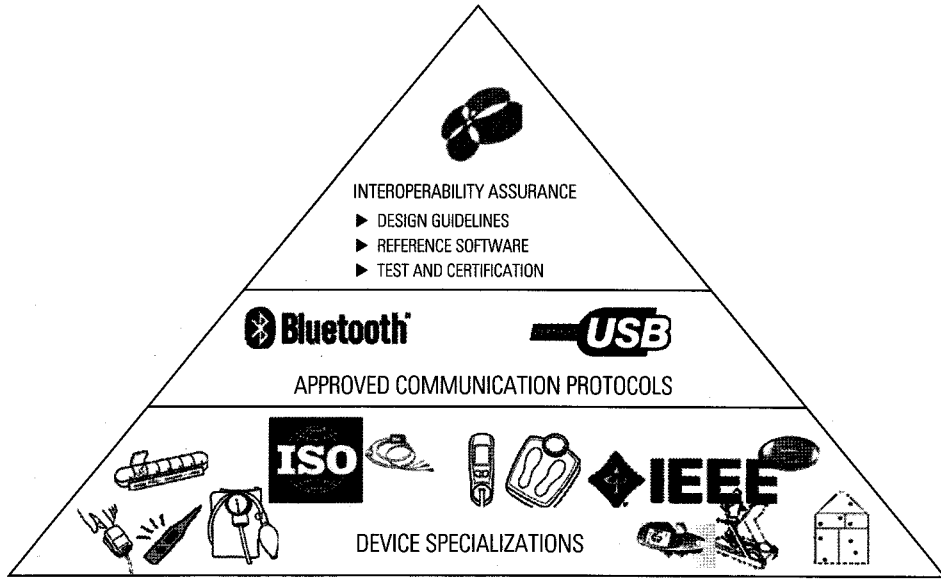 INTEROPERABILITY ASSURANCE
▶ DESIGN GUIDELINES
▶ REFERENCE SOFTWARE
▶ TEST AND CERTIFICATION
Bluetooth®
USB
APPROVED COMMUNICATION PROTOCOLS
ISO
IEEE
DEVICE SPECIALIZATIONS